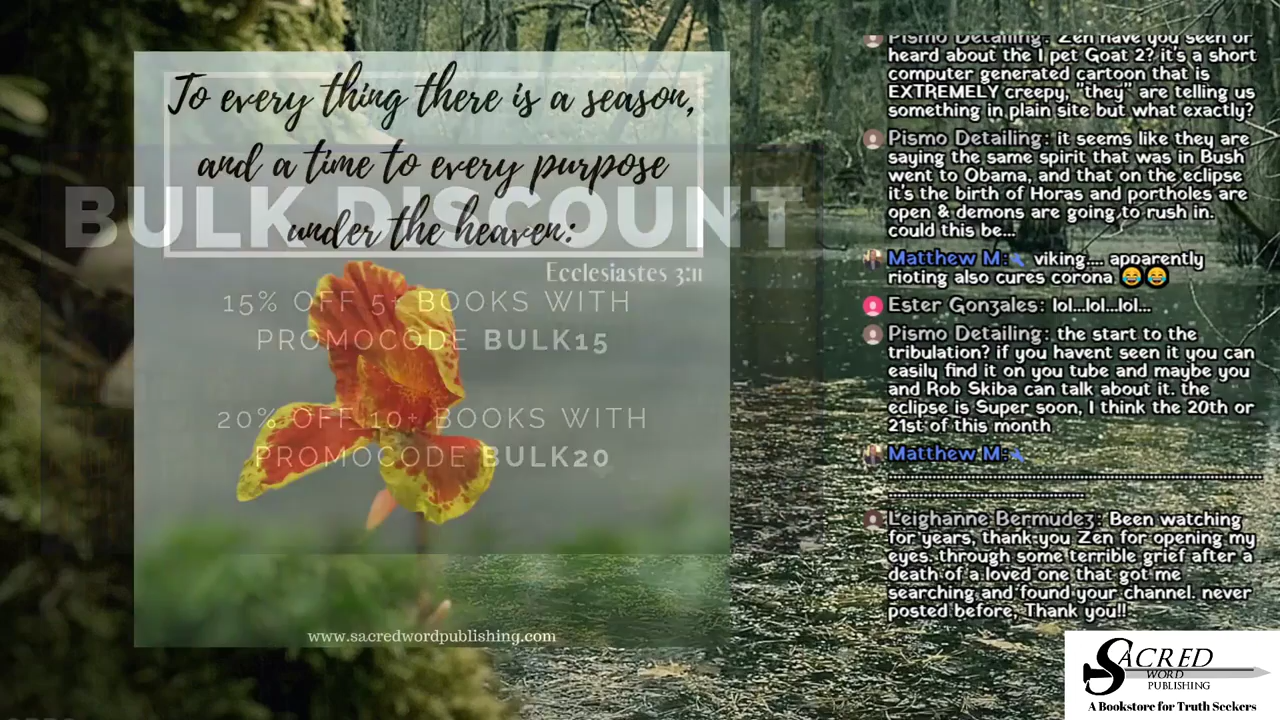 To every thing there is a season,
and a time to every purpose
under the heaven:
Ecclesiastes 3:11
BULK DISCOUNT
15% OFF 5+ BOOKS WITH
PROMOCODE BULK15
20% OFF 10+ BOOKS WITH
PROMOCODE BULK20
www.sacredwordpublishing.com
Pismo Detailing: Zen have you seen or
heard about the I pet Goat 2? it's a short
computer generated cartoon that is
EXTREMELY creepy, "they" are telling us
something in plain site but what exactly?
Pismo Detailing: it seems like they are
saying the same spirit that was in Bush
went to Obama, and that on the eclipse
it's the birth of Horas and portholes are
open & demons are going to rush in.
could this be...
Matthew M: viking.... apparently
rioting also cures corona 😂😂
Ester Gonzales: lol...lol...lol...
Pismo Detailing: the start to the
tribulation? if you havent seen it you can
easily find it on you tube and maybe you
and Rob Skiba can talk about it. the
eclipse is Super soon, I think the 20th or
21st of this month
Matthew M:
Leighanne Bermudez: Been watching
for years, thank you Zen for opening my
eyes. through some terrible grief after a
death of a loved one that got me
searching and found your channel. never
posted before, Thank you!!
SACRED
WORD
PUBLISHING
A Bookstore for Truth Seekers